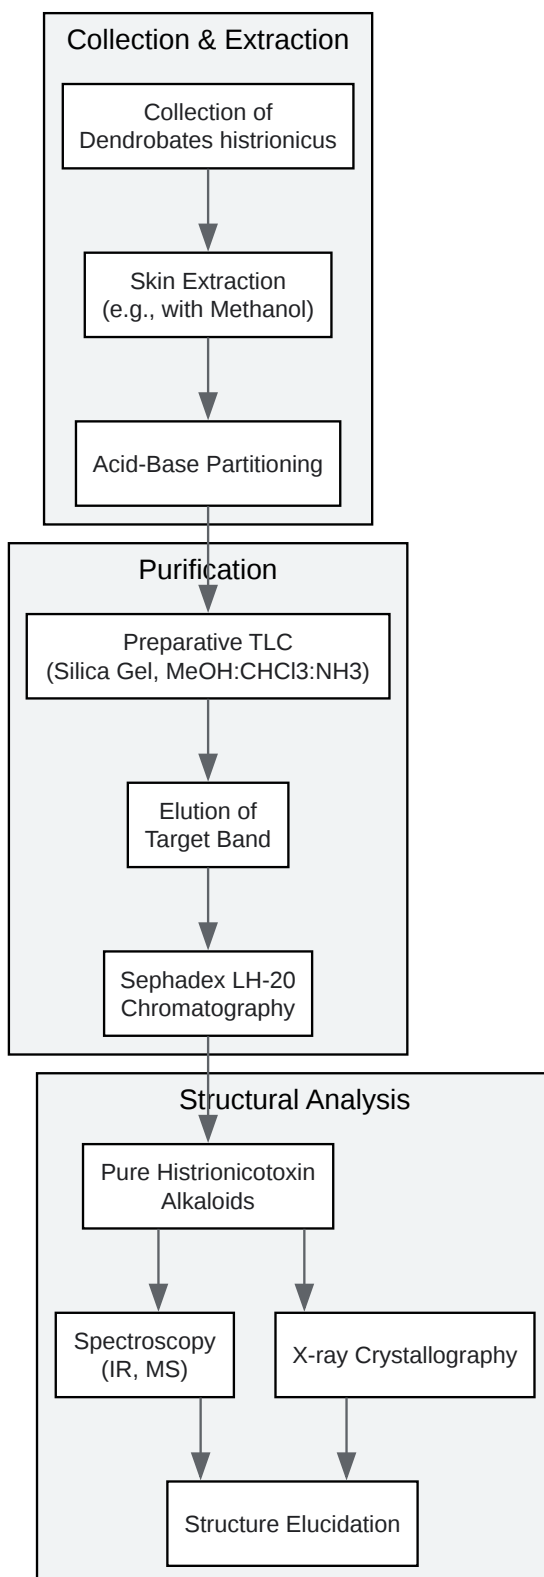 Collection & Extraction
Collection of
Dendrobates histrionicus
Skin Extraction
(e.g., with Methanol)
Acid-Base Partitioning
Purification
Preparative TLC
(Silica Gel, MeOH:CHCl3:NH3)
Elution of
Target Band
Sephadex LH-20
Chromatography
Structural Analysis
Pure Histrionicotoxin
Alkaloids
Spectroscopy
(IR, MS)
X-ray Crystallography
Structure Elucidation